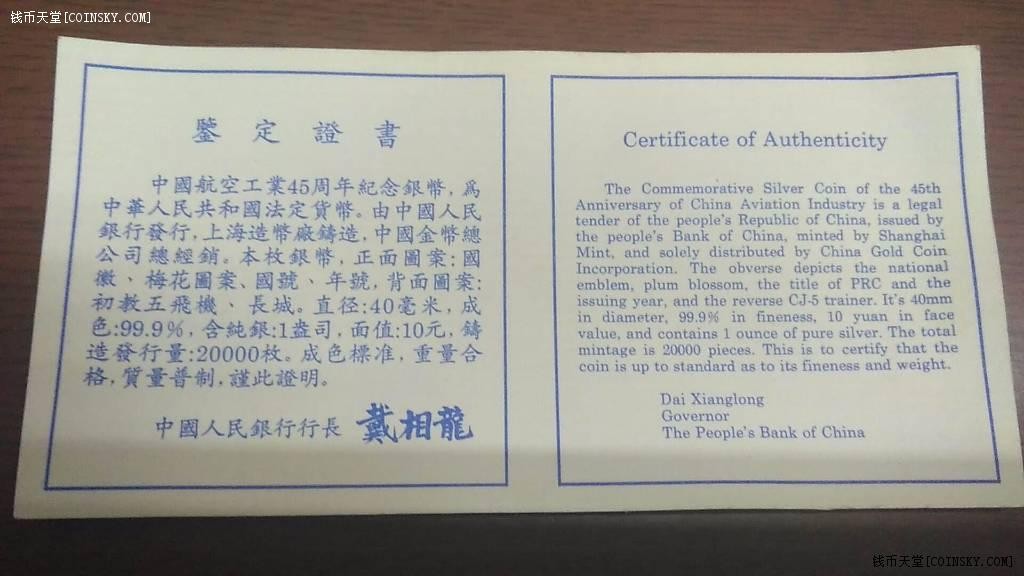 钱币天堂[COINSKY.COM]
鑒定證書
中國航空工業45周年紀念銀幣，爲
中華人民共和國法定貨幣。由中國人民
銀行發行，上海造幣廠鑄造，中國金幣總
公司總經銷。本枚銀幣，正面圖案：國
徽、梅花圖案、國號、年號，背面圖案：
初教五飛機、長城。直径：40毫米，成
色：99.9%，含純銀：1盎司，面值：10元，鑄
造發行量：20000枚。成色標准，重量合
格，質量普制，謹此證明。
中國人民銀行行長 戴相龍
Certificate of Authenticity
The Commemorative Silver Coin of the 45th
Anniversary of China Aviation Industry is a legal
tender of the people's Republic of China, issued by
the people's Bank of China, minted by Shanghai
Mint, and solely distributed by China Gold Coin
Incorporation. The obverse depicts the national
emblem, plum blossom, the title of PRC and the
issuing year, and the reverse CJ-5 trainer. It's 40mm
in diameter, 99.9% in fineness, 10 yuan in face
value, and contains 1 ounce of pure silver. The total
mintage is 20000 pieces. This is to certify that the
coin is up to standard as to its fineness and weight.
Dai Xianglong
Governor
The People's Bank of China
钱币天堂[COINSKY.COM]